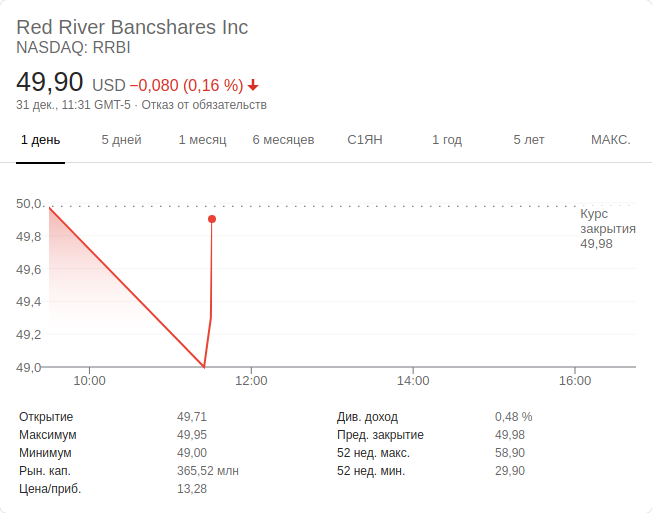 Red River Bancshares Inc
NASDAQ: RRBI
49,90 USD −0,080 (0,16 %)
31 дек., 11:31 GMT-5 · Отказ от обязательств
1 день 5 дней 1 месяц 6 месяцев С1ЯН 1 год 5 лет МАКС.
50,0
Курс
закрытия
49,98
49,8
49,6
49,4
49,2
49,0
10:00 12:00 14:00 16:00
Открытие 49,71 Див. доход 0,48 %
Максимум 49,95 Пред. закрытие 49,98
Минимум 49,00 52 нед. макс. 58,90
Рын. кап. 365,52 млн 52 нед. мин. 29,90
Цена/приб. 13,28